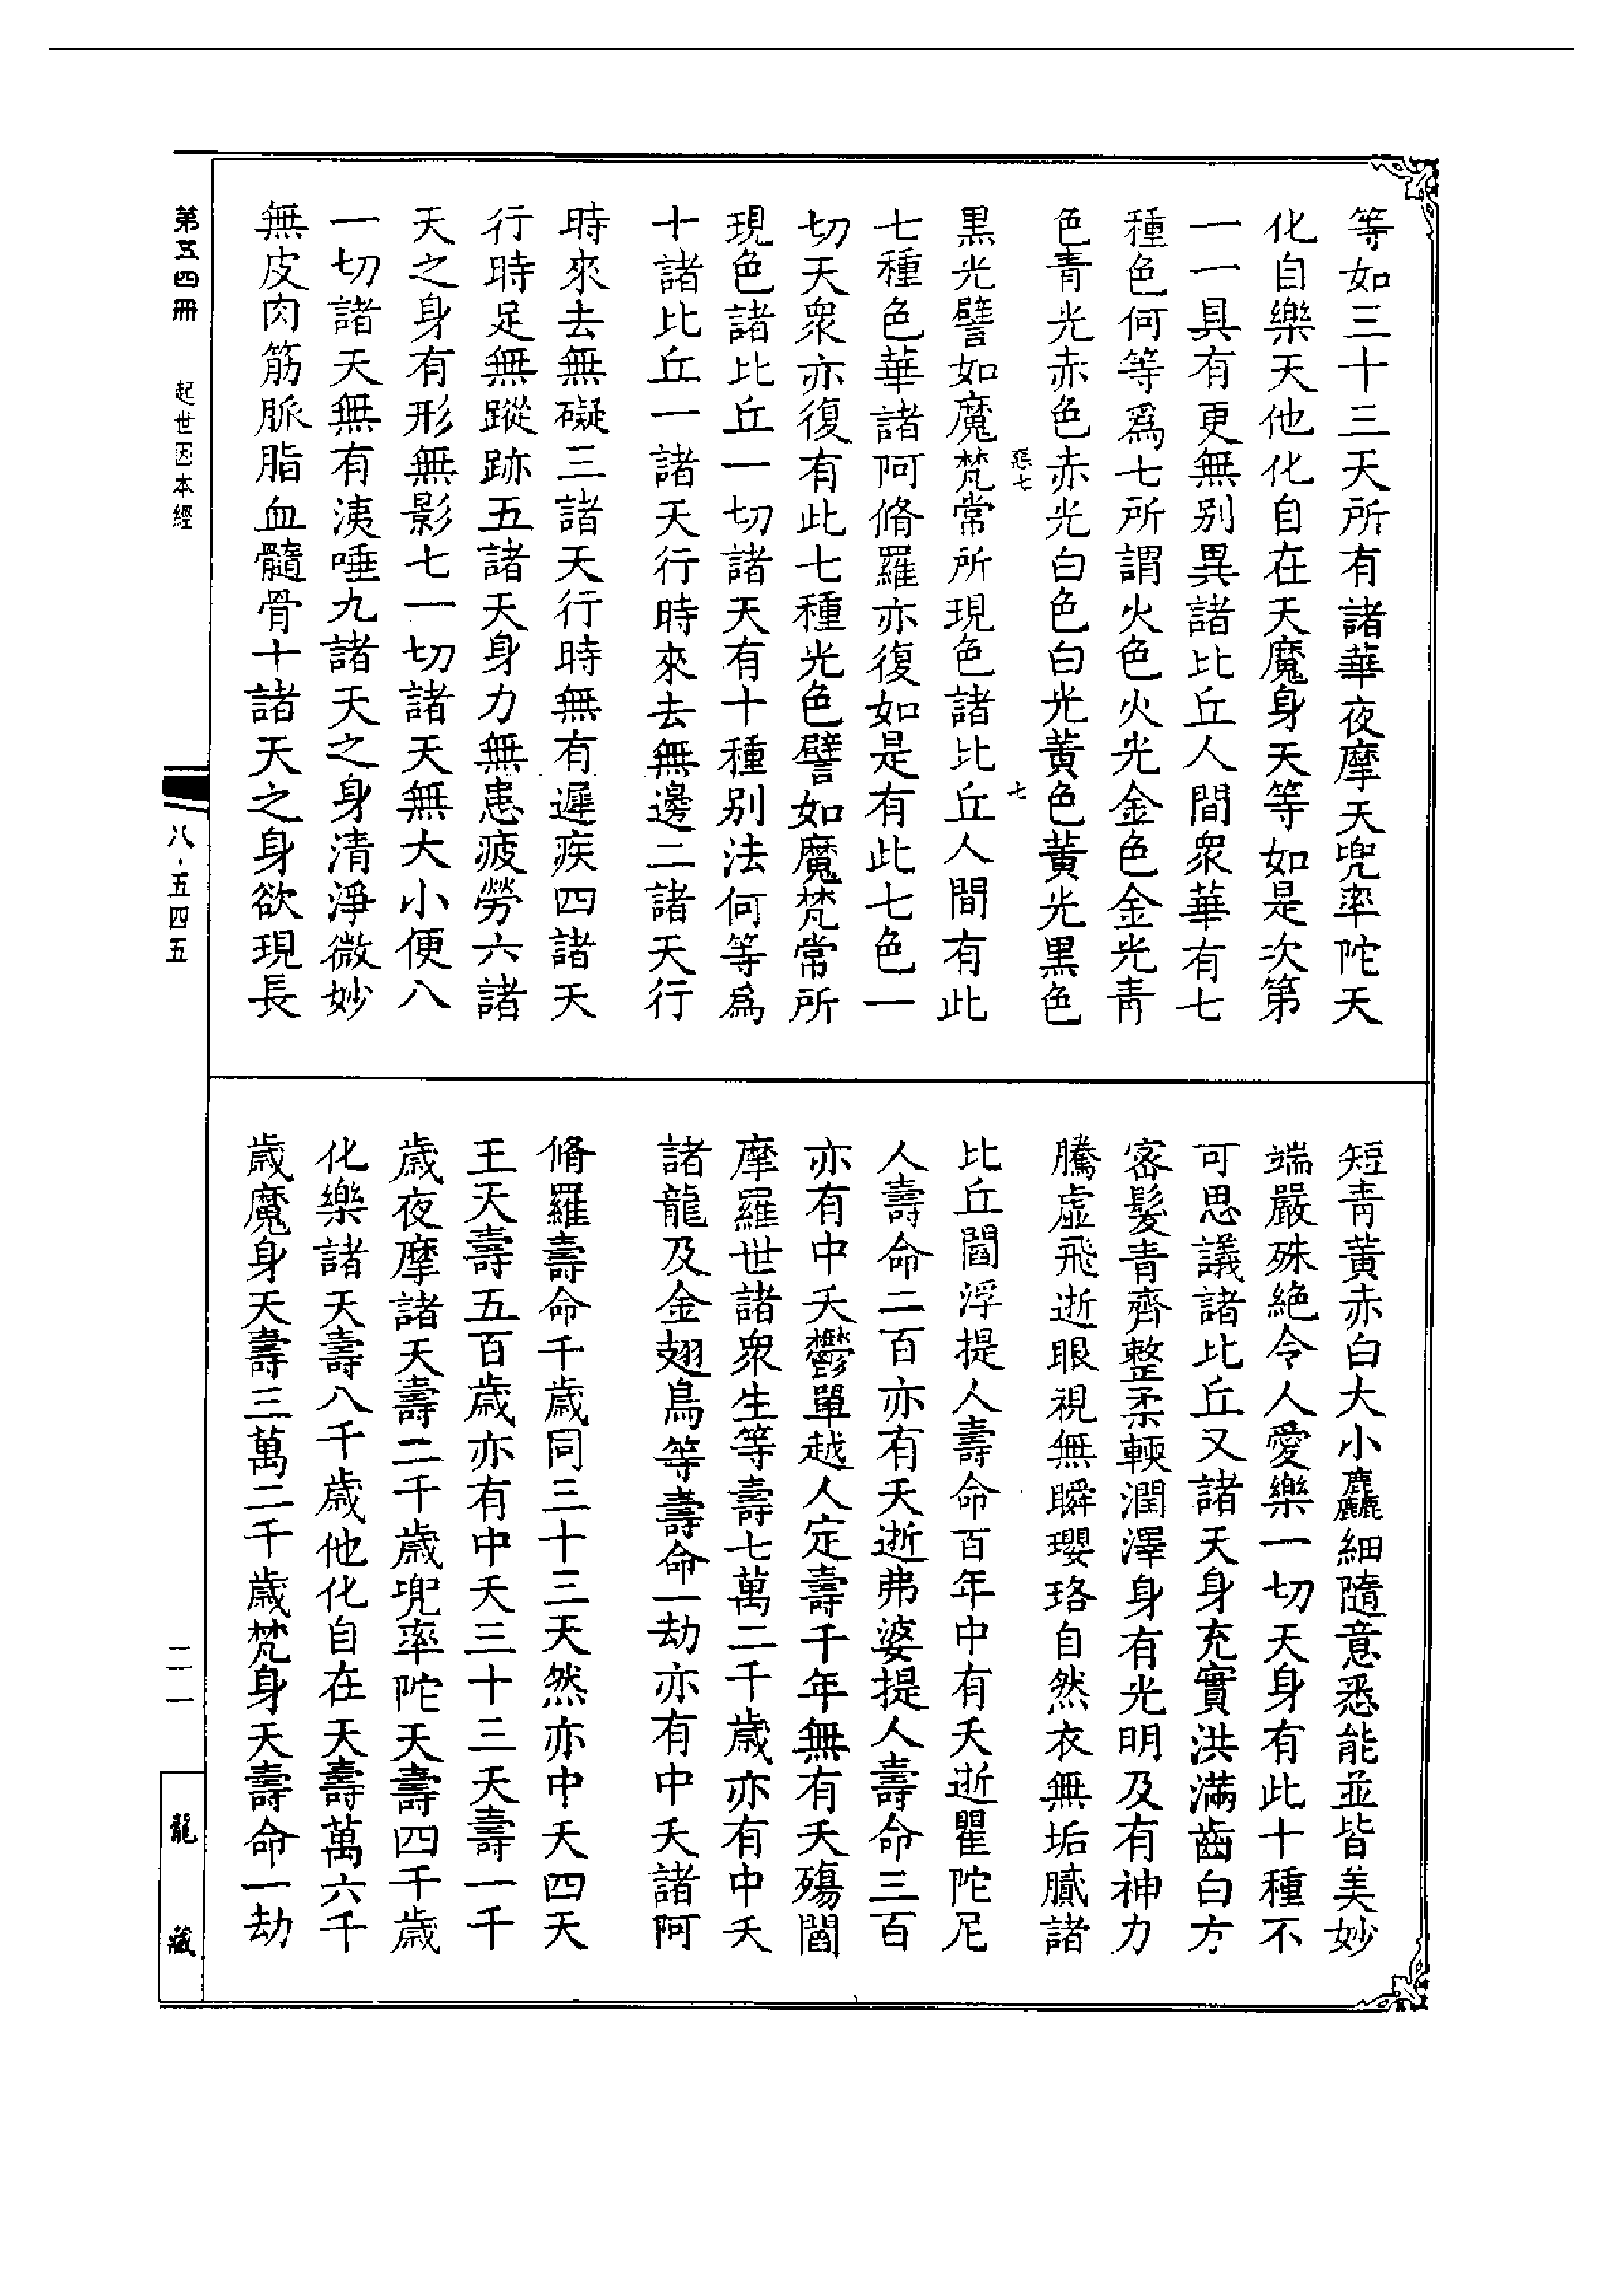 等如三十三天所有諸華夜摩天兜率陀天
化自樂天他化自在天魔身天等如是次第
一一具有更無別異諸比丘人間衆華有七
種色何等爲七所謂火色火光金色金光青
色青光赤色赤光白色白光黃色黃光黑色
七
黑光譬如魔梵常所現色諸比丘人間有此
七種色華諸阿脩羅亦復如是有此七色一
切天衆亦復有此七種光色譬如魔梵常所
現色諸比丘一切諸天有十種別法何等爲
十諸比丘一諸天行時來去無邊二諸天行
時來去無礙三諸天行時無有遲疾四諸天
行時足無蹤跡五諸天身力無患疲勞六諸
天之身有形無影七一切諸天無大小便八
一切諸天無有洟唾九諸天之身清淨微妙
無皮肉筋脈脂血髓骨十諸天之身欲現長
短青黃赤白大小麤細隨意悉能並皆美妙
端嚴殊絶令人愛樂一切天身有此十種不
可思議諸比丘又諸天身充實洪滿齒白方
密髮青齊整柔輭潤澤身有光明及有神力
騰虛飛逝眼視無瞬瓔珞自然衣無垢膩諸
比丘閻浮提人壽命百年中有夭逝瞿陀尼
人壽命二百亦有夭逝弗婆提人壽命三百
亦有中夭鬱單越人定壽千年無有夭殤閻
摩羅世諸衆生等壽七萬二千歲亦有中夭
諸龍及金翅鳥等壽命一劫亦有中夭諸阿
脩羅壽命千歲同三十三天然亦中夭四天
王天壽五百歲亦有中夭三十三天壽一千
歲夜摩諸天壽二千歲兜率陀天壽四千歲
化樂諸天壽八千歲他化自在天壽萬六千
歲魔身天壽三萬二千歲梵身天壽命一劫
第五四冊
起世因本經
八·五四五
二一
龍藏